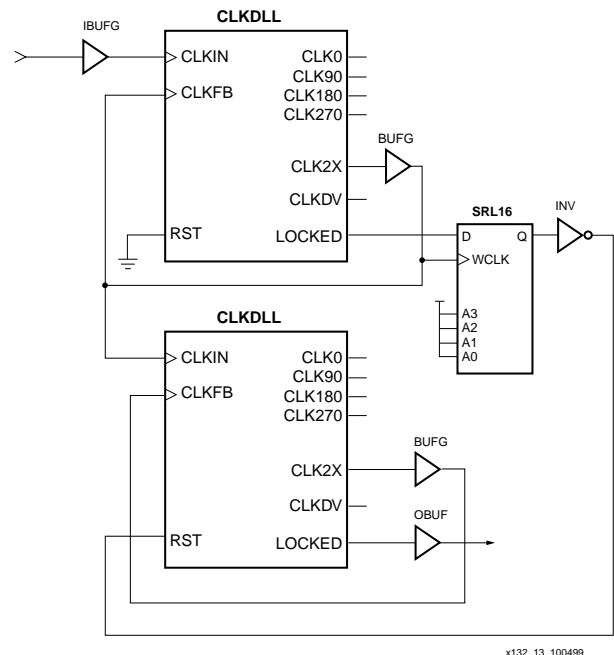 CLKDLL
IBUFG
CLKIN
CLKFB
RST
CLK0
CLK90
CLK180
CLK270
CLK2X
CLKDV
LOCKED
BUFG
SRL16
D
Q
WCLK
A3
A2
A1
A0
INV
CLKDLL
CLKIN
CLKFB
RST
CLK0
CLK90
CLK180
CLK270
CLK2X
CLKDV
LOCKED
BUFG
OBUF
x132_13_100499